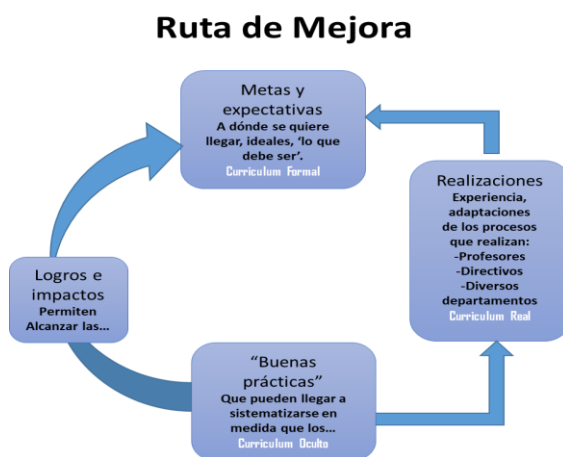 Ruta de Mejora
Metas y
expectativas
A dónde se quiere
llegar, ideales, ‘lo que
debe ser’.
Curriculum Formal
Realizaciones
Experiencia,
adaptaciones
de los procesos
que realizan:
-Profesores
-Directivos
-Diversos
departamentos
Curriculum Real
Logros e
impactos
Permiten
Alcanzar las…
“Buenas
prácticas”
Que pueden llegar a
sistematizarse en
medida que los…
Curriculum Oculto